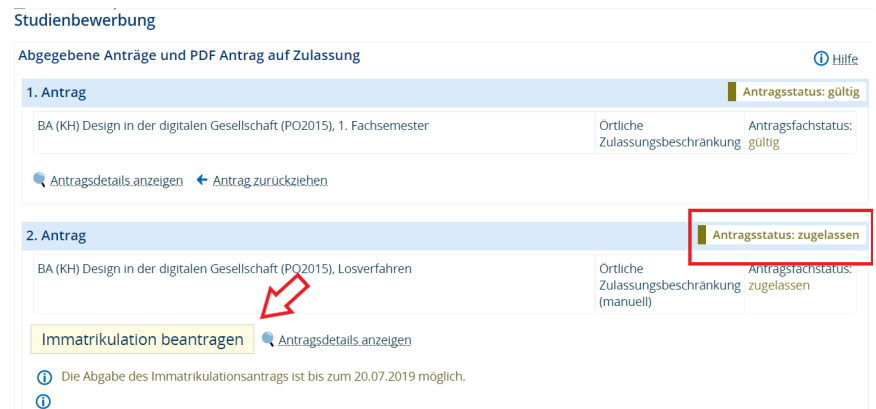 Studienbewerbung
Abgegebene Anträge und PDF Antrag auf Zulassung
Hilfe
1. Antrag
Antragsstatus: gültig
BA (KH) Design in der digitalen Gesellschaft (PO2015), 1. Fachsemester
Örtliche
Zulassungsbeschränkung
Antragsfachstatus:
gültig
Antragsdetails anzeigen
Antrag zurückziehen
2. Antrag
Antragsstatus: zugelassen
BA (KH) Design in der digitalen Gesellschaft (PO2015), Losverfahren
Örtliche
Zulassungsbeschränkung
(manuell)
Antragsfachstatus:
zugelassen
Immatrikulation beantragen
Antragsdetails anzeigen
Die Abgabe des Immatrikulationsantrags ist bis zum 20.07.2019 möglich.